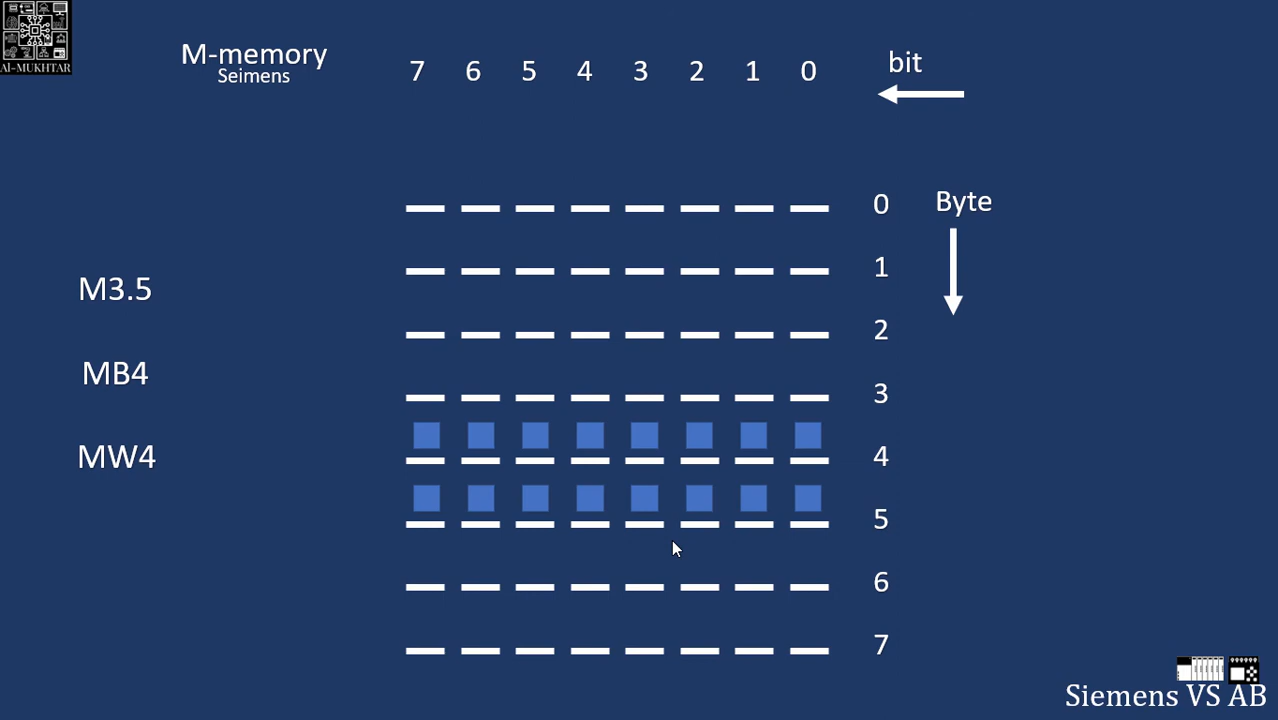 AI-MUKHTAR
M-memory
Seimens
7 6 5 4 3 2 1 0
bit
0
Byte
1
M3.5
2
MB4
3
MW4
4
5
6
7
Siemens VS AB